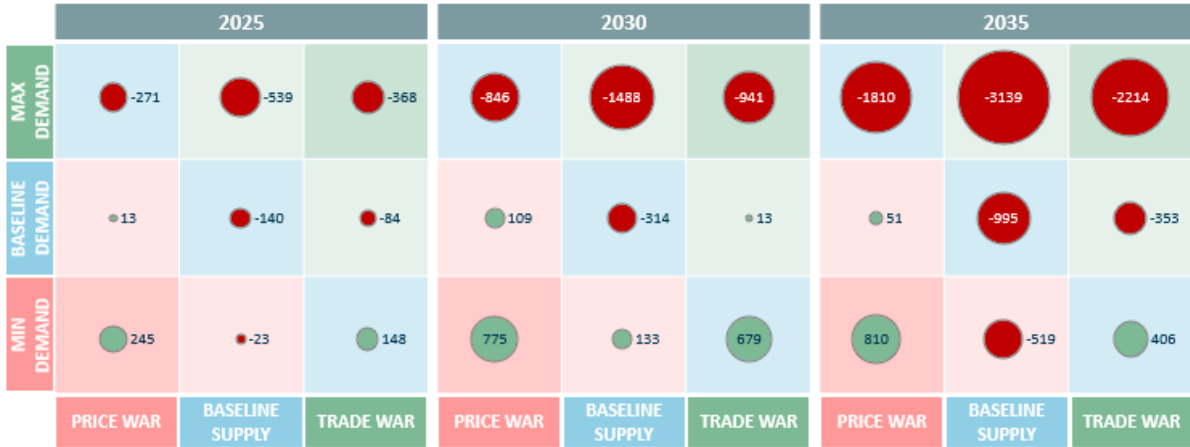 2025 2030 2035
MAX
DEMAND
-271 -539 -368 -846 -1488 -941 -1810 -3139 -2214
BASELINE
DEMAND
13 -140 -84 109 -314 13 51 -995 -353
MIN
DEMAND
245 -23 148 775 133 679 810 -519 406
PRICE WAR BASELINE SUPPLY TRADE WAR PRICE WAR BASELINE SUPPLY TRADE WAR PRICE WAR BASELINE SUPPLY TRADE WAR